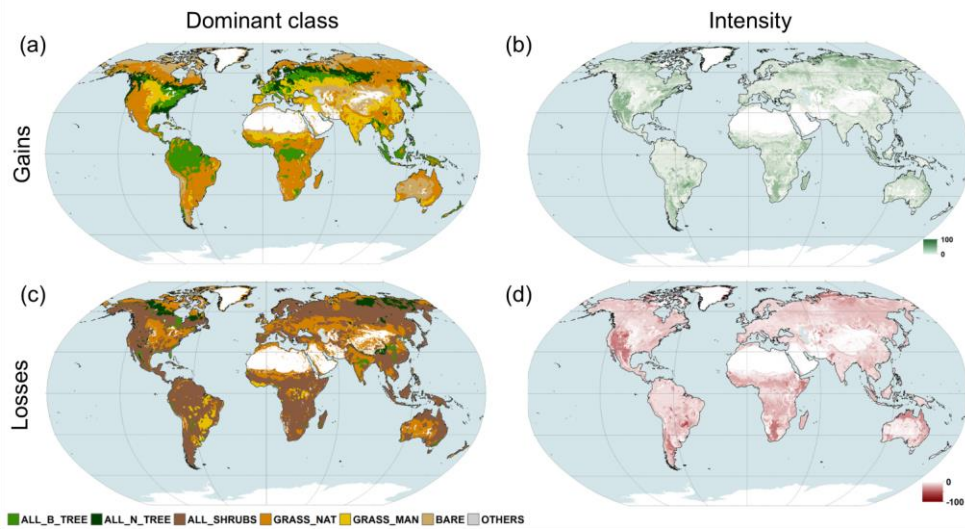 Dominant class
Intensity
(a)
(b)
Gains
100
0
(c)
(d)
Losses
0
-100
ALL_B_TREE ALL_N_TREE ALL_SHRUBS GRASS_NAT GRASS_MAN BARE OTHERS